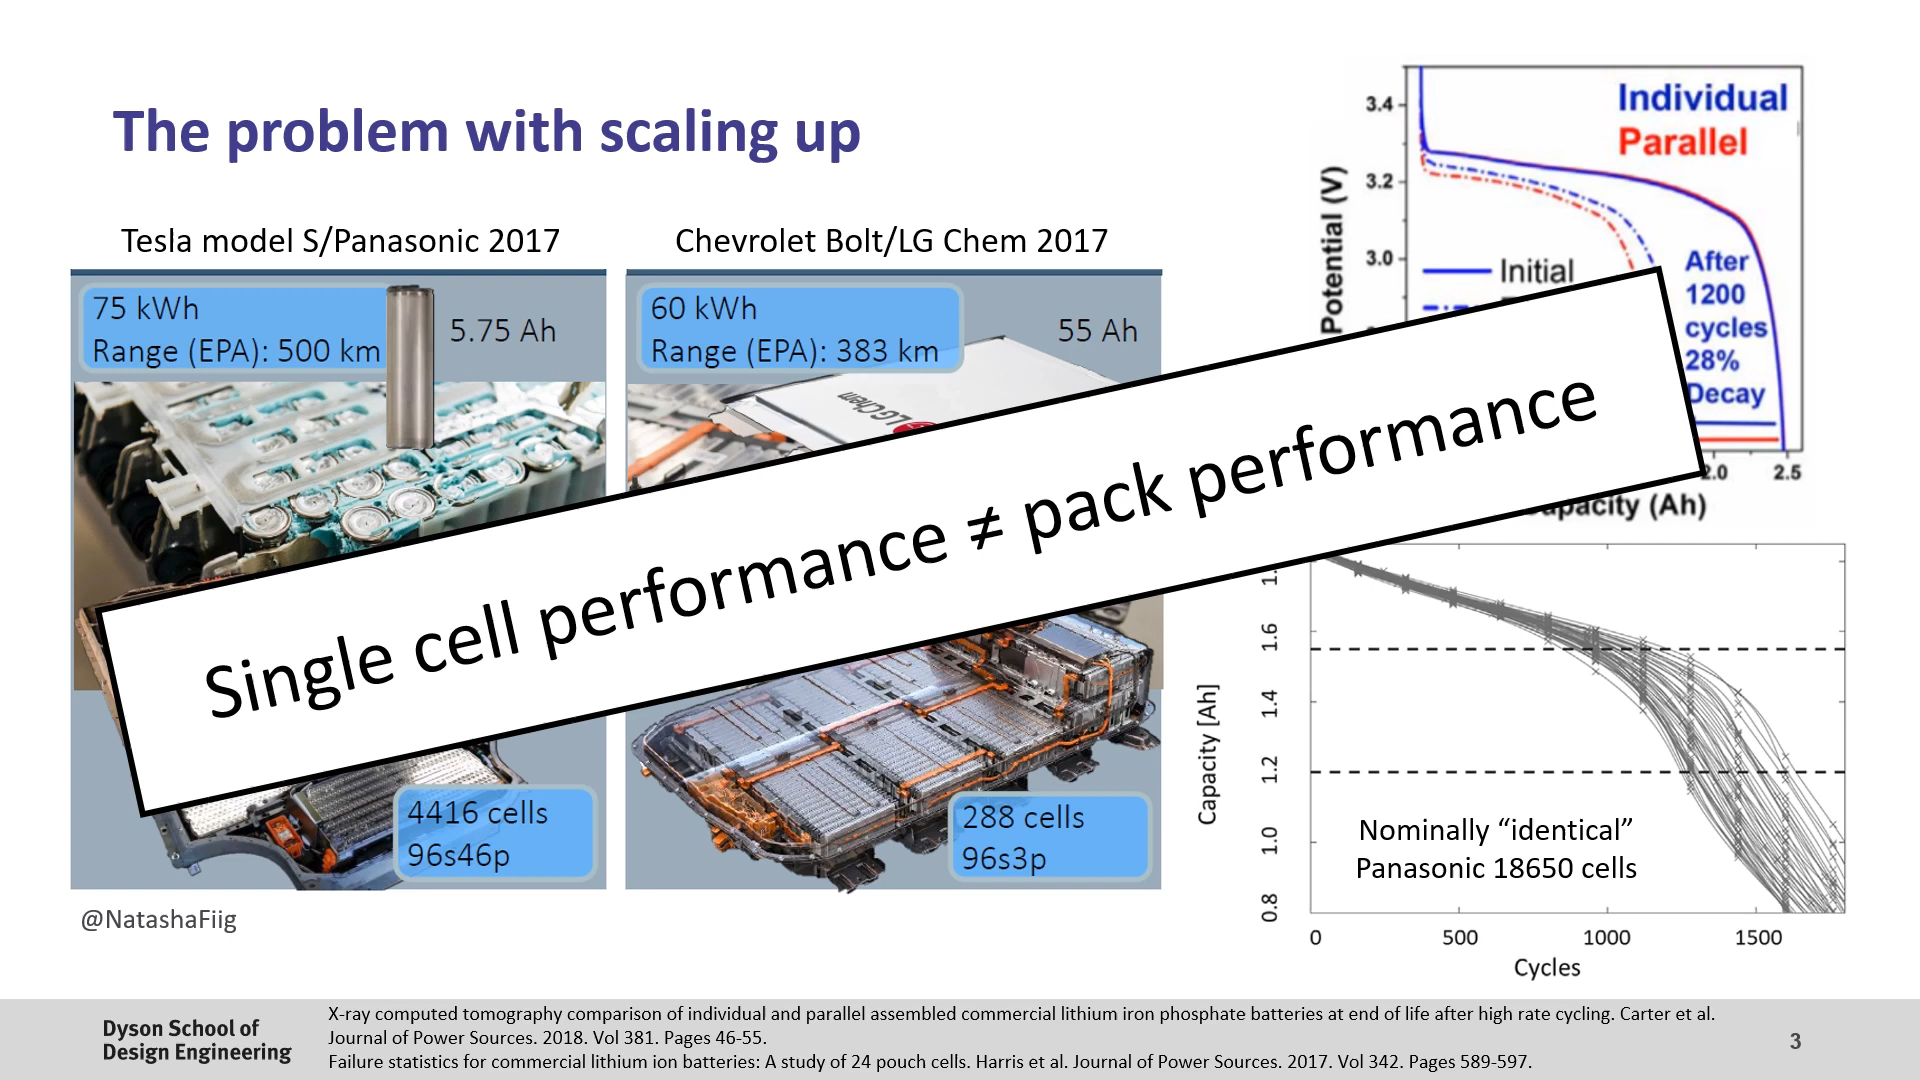 The problem with scaling up
Tesla model S/Panasonic 2017
75 kWh
Range (EPA): 500 km
5.75 Ah
4416 cells
96s46p
@NatashaFiig
Chevrolet Bolt/LG Chem 2017
60 kWh
Range (EPA): 383 km
55 Ah
LG Chem
288 cells
96s3p
Single cell performance ≠ pack performance
Individual
Parallel
Potential (V)
3.4
3.2
3.0
Initial
After
1200
cycles
28%
Decay
2.0
2.5
apacity (Ah)
Capacity [Ah]
1.6
1.4
1.2
1.0
0.8
Nominally “identical”
Panasonic 18650 cells
0
500
1000
1500
Cycles
Dyson School of
Design Engineering
X-ray computed tomography comparison of individual and parallel assembled commercial lithium iron phosphate batteries at end of life after high rate cycling. Carter et al.
Journal of Power Sources. 2018. Vol 381. Pages 46-55.
Failure statistics for commercial lithium ion batteries: A study of 24 pouch cells. Harris et al. Journal of Power Sources. 2017. Vol 342. Pages 589-597.
3